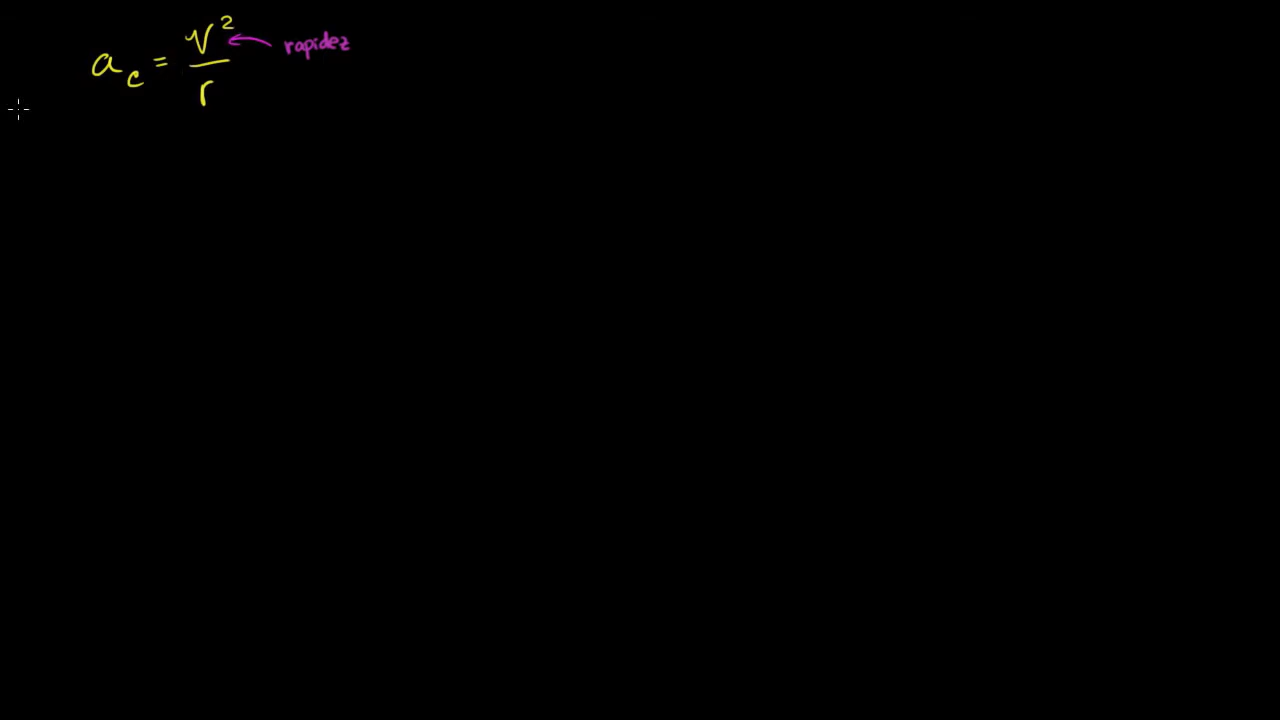 a_c = v²/r ← rapidez